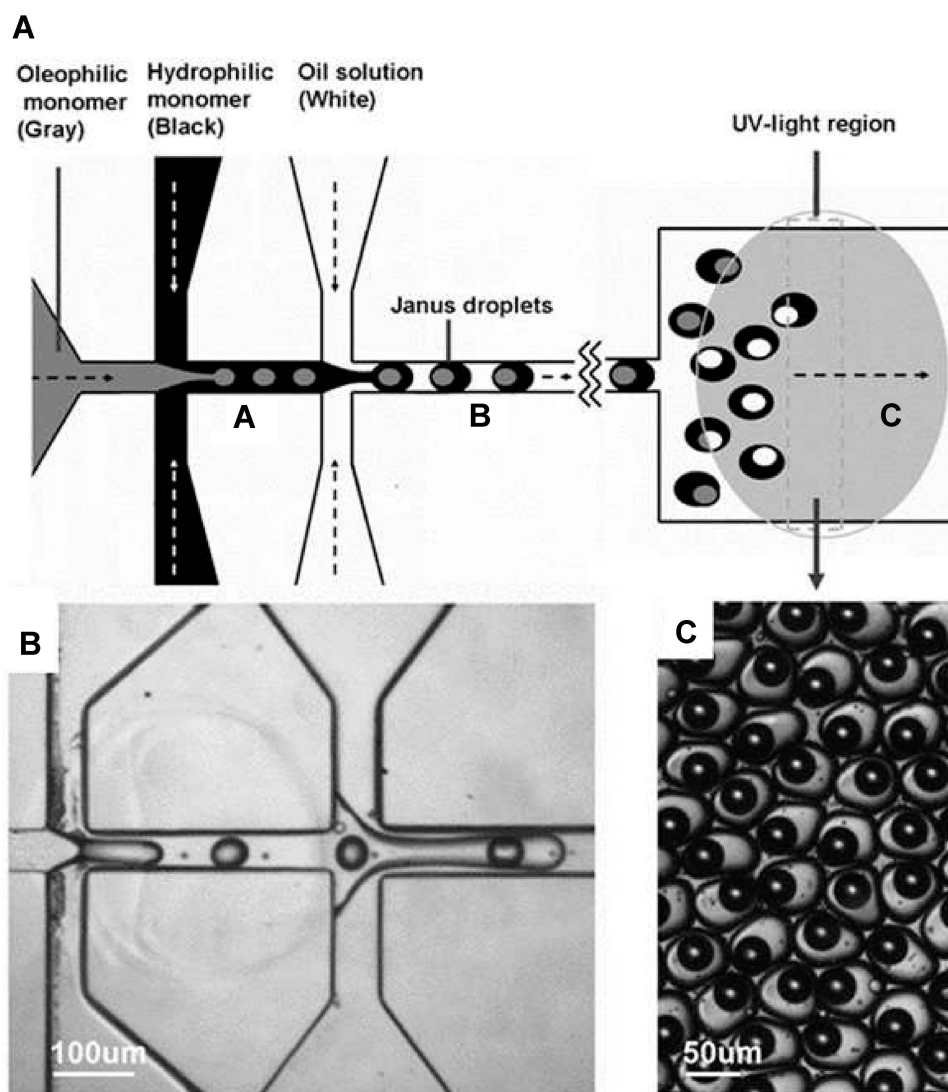 A
Oleophilic
monomer
(Gray)
Hydrophilic
monomer
(Black)
Oil solution
(White)
UV-light region
Janus droplets
A
B
C
B
100um
C
50um